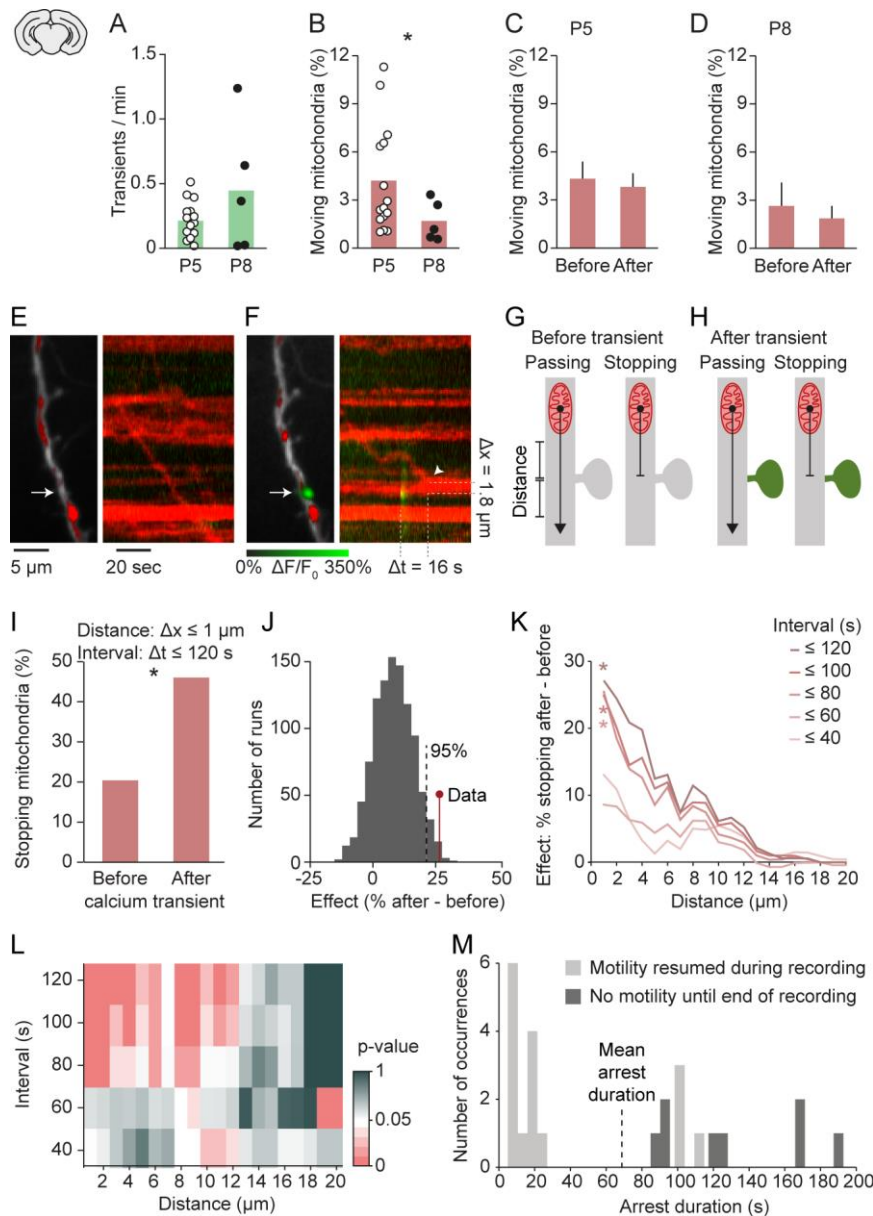 A
Transients / min
1.5
1.0
0.5
0
P5 P8
B
Moving mitochondria (%)
12
9
6
3
0
*
P5 P8
C
P5
Moving mitochondria (%)
12
9
6
3
0
Before After
D
P8
Moving mitochondria (%)
12
9
6
3
0
Before After
E
5 µm
20 sec
F
0% ΔF/F0 350%
Δt = 16 s
Δx = 1.8 µm
G
Before transient
Passing Stopping
Distance
H
After transient
Passing Stopping
I
Distance: Δx ≤ 1 µm
Interval: Δt ≤ 120 s
*
Stopping mitochondria (%)
50
40
30
20
10
0
Before After
calcium transient
J
Number of runs
150
100
50
0
95%
Data
-25 0 25 50
Effect (% after - before)
K
Effect: % stopping after - before
30
20
10
0
*
*
*
Interval (s)
≤ 120
≤ 100
≤ 80
≤ 60
≤ 40
0 2 4 6 8 10 12 14 16 18 20
Distance (µm)
L
Interval (s)
120
100
80
60
40
2 4 6 8 10 12 14 16 18 20
Distance (µm)
p-value
1
0.05
0
M
Number of occurrences
6
4
2
0
Motility resumed during recording
No motility until end of recording
Mean
arrest
duration
0 20 40 60 80 100 120 140 160 180 200
Arrest duration (s)